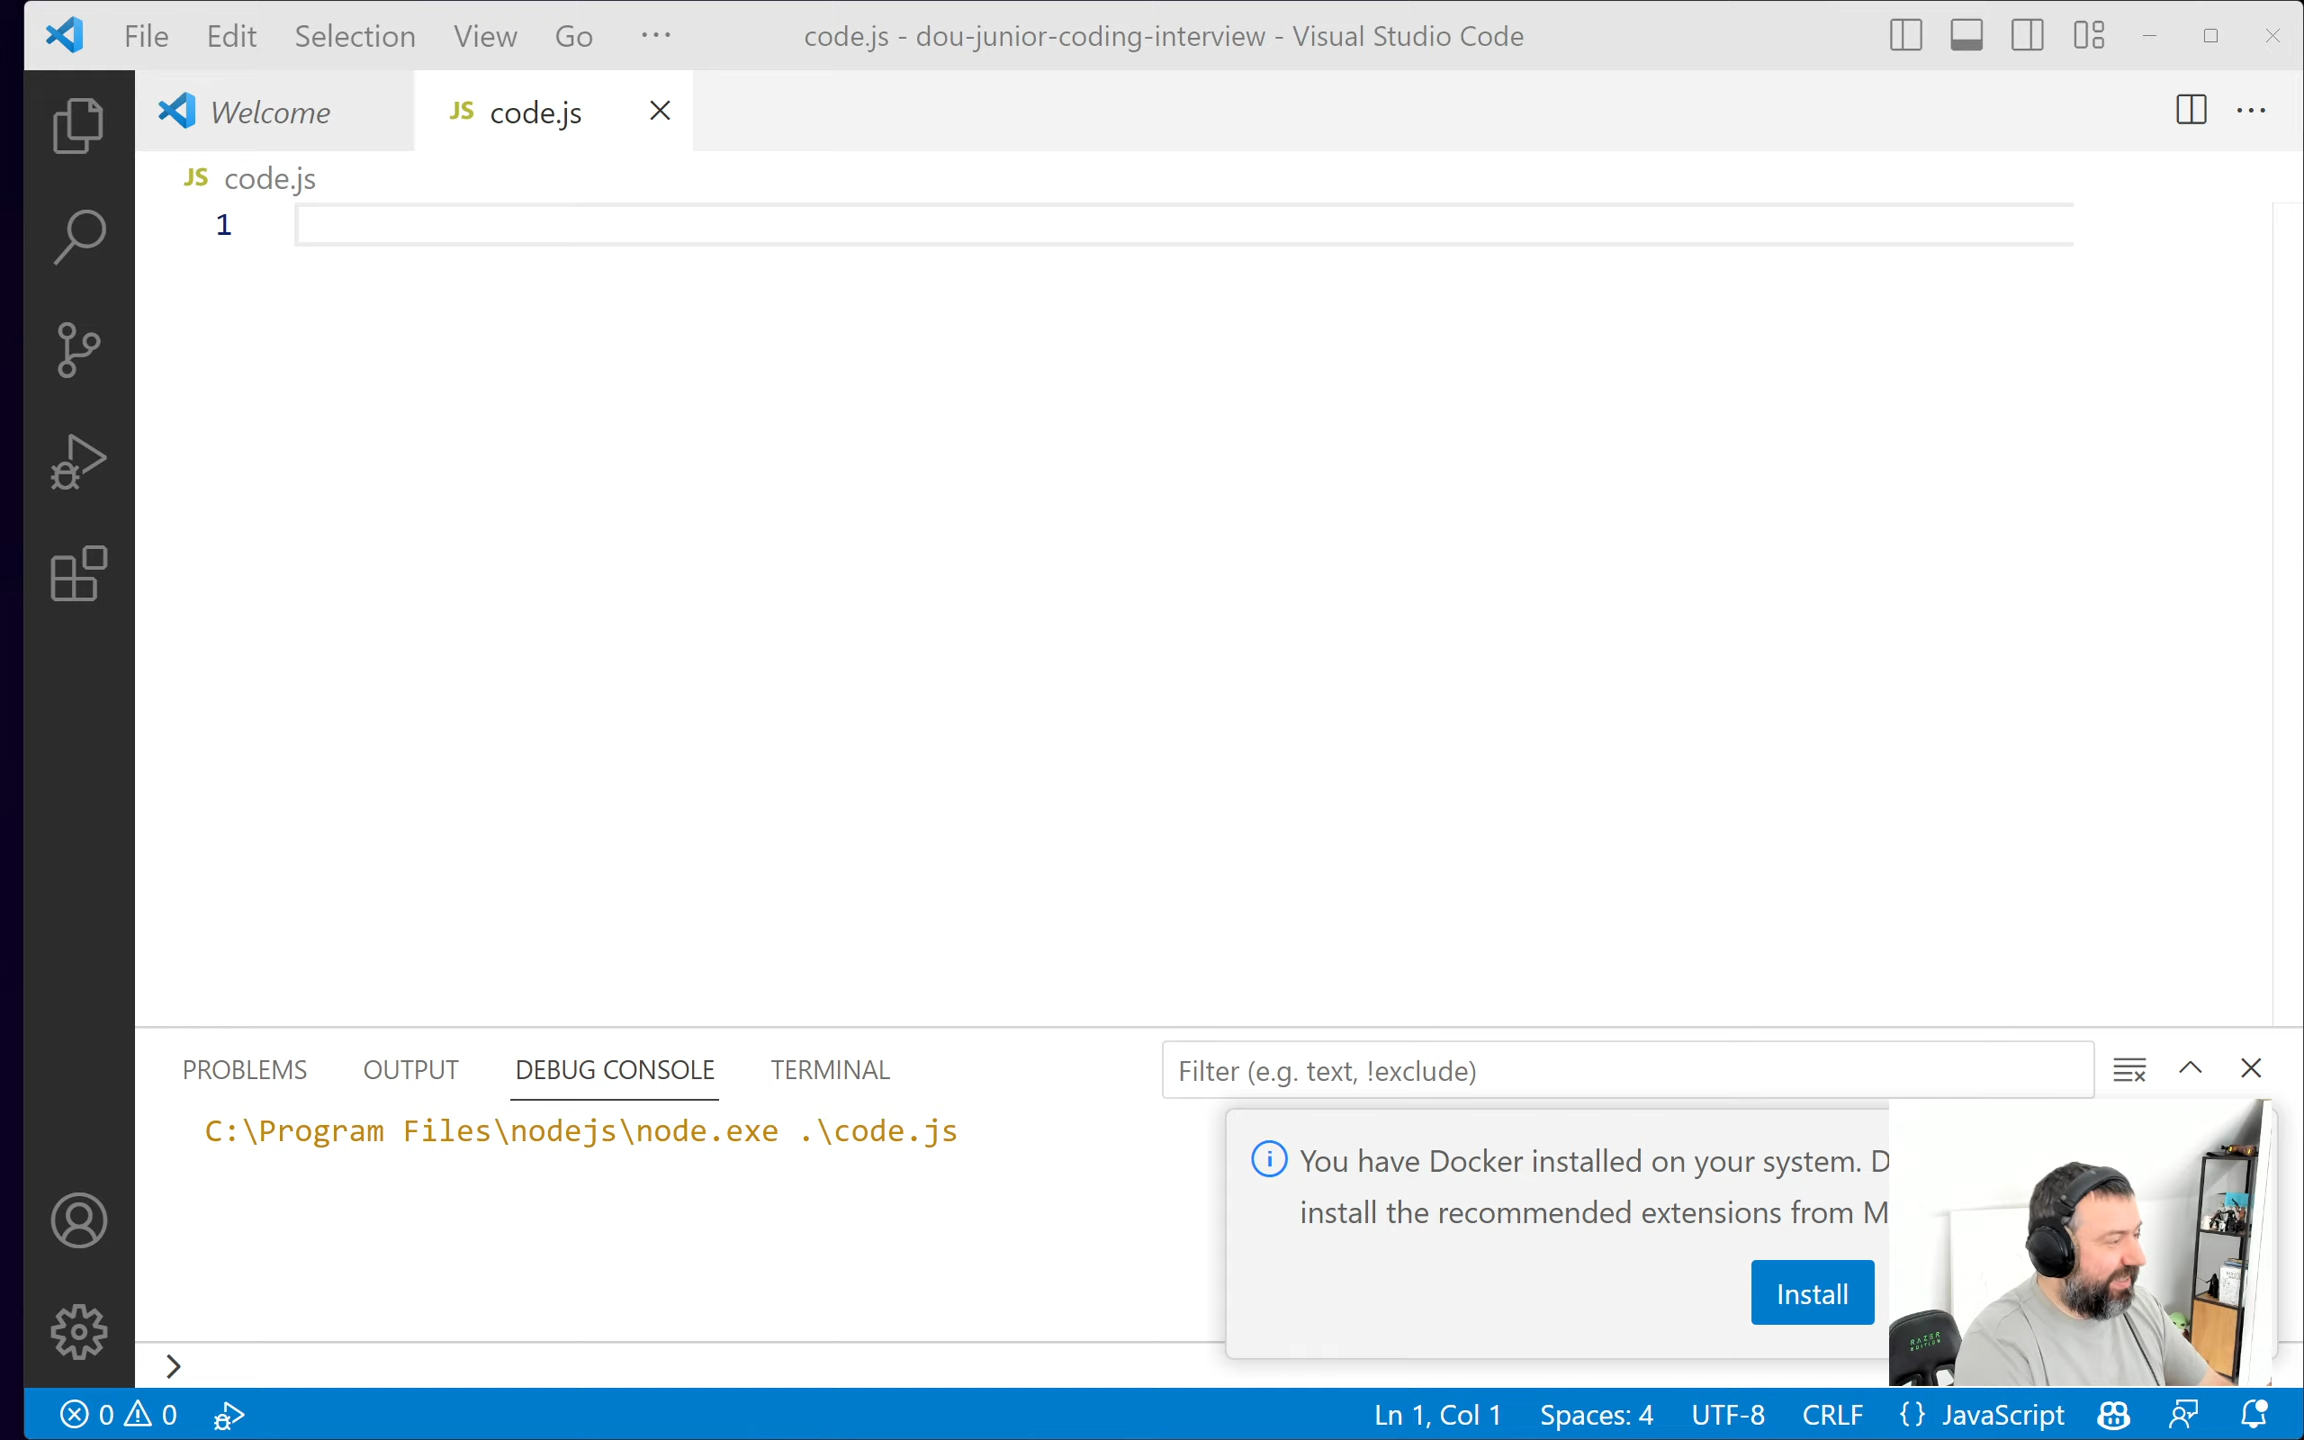 File Edit Selection View Go ··· code.js - dou-junior-coding-interview - Visual Studio Code
Welcome JS code.js
JS code.js
1
PROBLEMS OUTPUT DEBUG CONSOLE TERMINAL Filter (e.g. text, !exclude)
C:\Program Files\nodejs\node.exe .\code.js
You have Docker installed on your system. D
install the recommended extensions from M
Install
RAZER
EDITION
>
0 0 Ln 1, Col 1 Spaces: 4 UTF-8 CRLF {} JavaScript